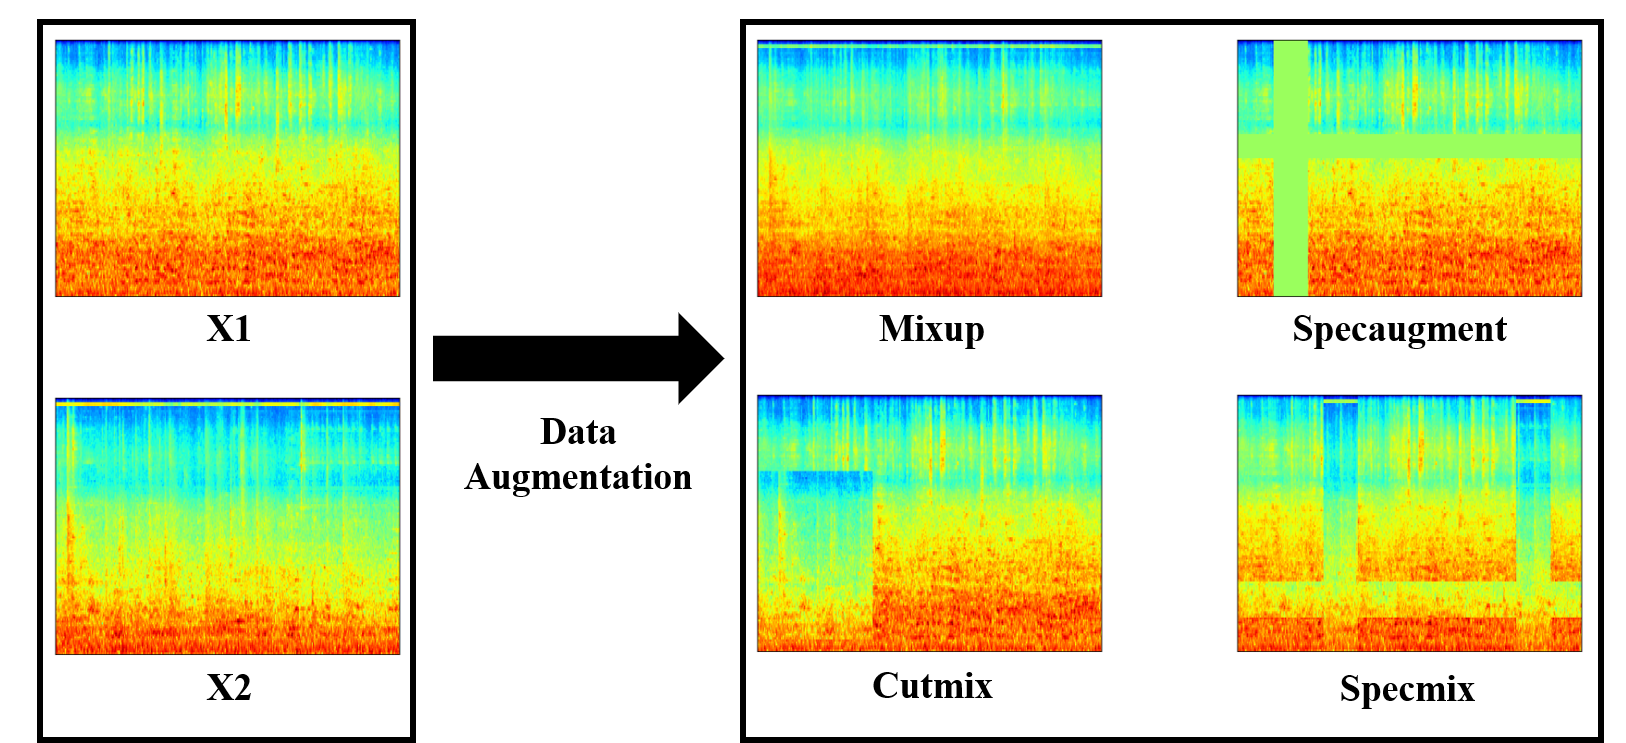 X1
X2
Data
Augmentation
Mixup
Specaugment
Cutmix
Specmix